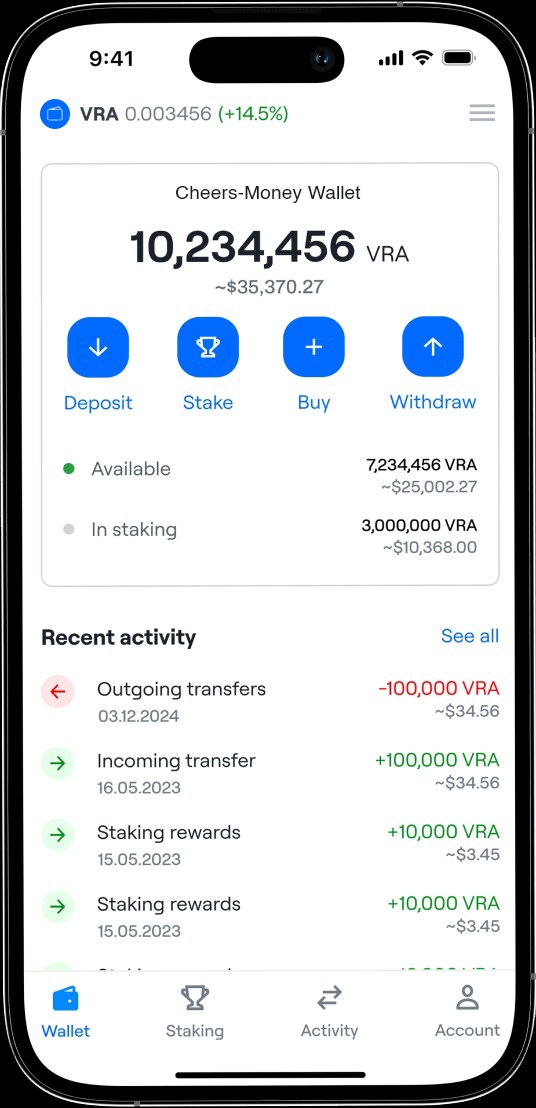 9:41
VRA 0.003456 (+14.5%)
Cheers-Money Wallet
10,234,456 VRA
~$35,370.27
Deposit Stake Buy Withdraw
Available 7,234,456 VRA
~$25,002.27
In staking 3,000,000 VRA
~$10,368.00
Recent activity See all
Outgoing transfers -100,000 VRA
03.12.2024 ~$34.56
Incoming transfer +100,000 VRA
16.05.2023 ~$34.56
Staking rewards +10,000 VRA
15.05.2023 ~$3.45
Staking rewards +10,000 VRA
15.05.2023 ~$3.45
Wallet Staking Activity Account